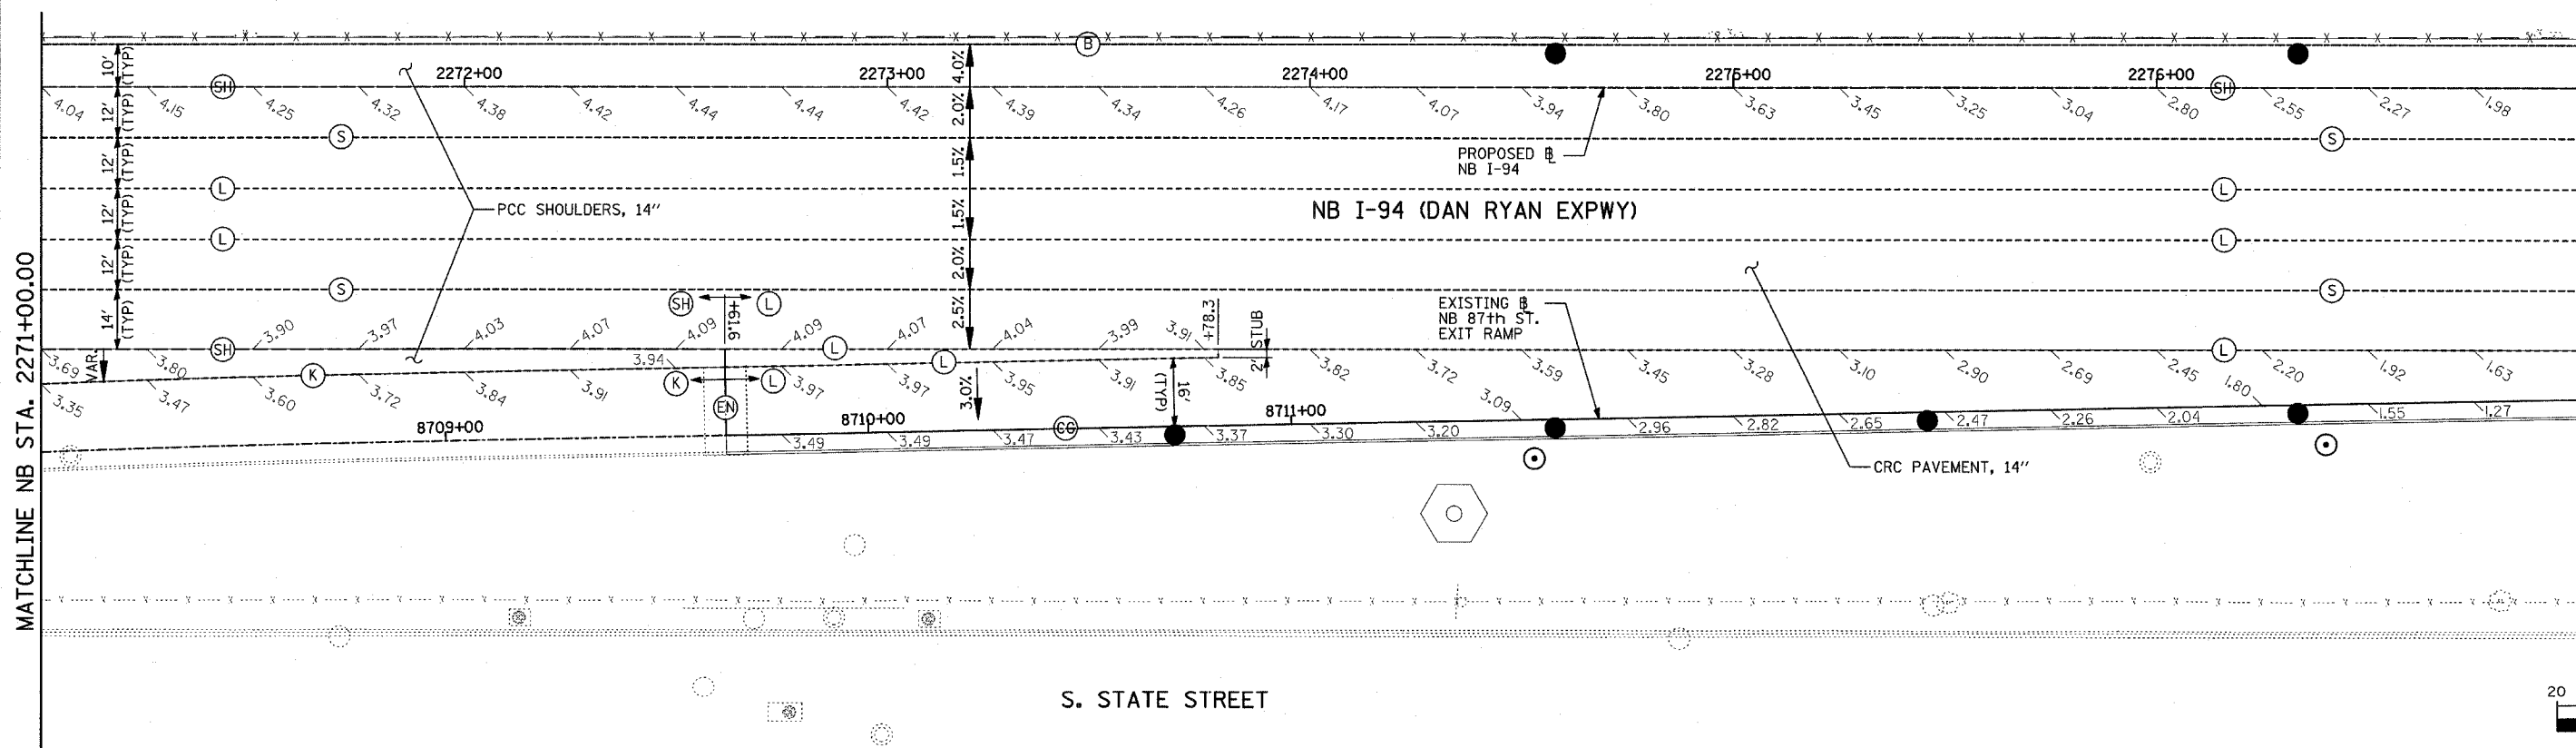 B
10' (TYP)
4.0%
2272+00
2273+00
2274+00
2275+00
2276+00
SH
SH
4.04
4.15
4.25
4.32
4.38
4.42
4.44
4.44
4.42
4.39
4.34
4.26
4.17
4.07
3.94
3.80
3.63
3.45
3.25
3.04
2.80
2.55
2.27
1.98
12' (TYP)
2.0%
S
S
PROPOSED ℄
NB I-94
12' (TYP)
1.5%
L
L
PCC SHOULDERS, 14"
NB I-94 (DAN RYAN EXPWY)
12' (TYP)
1.5%
L
L
12' (TYP)
2.0%
S
S
14' (TYP)
2.5%
SH
L
+61.6
+78.3
2' STUB
EXISTING ℄
NB 87th ST.
EXIT RAMP
3.90
3.97
4.03
4.07
4.09
4.09
4.07
4.04
3.99
3.91
SH
L
L
3.69
3.80
VAR.
3.94
L
3.82
3.72
3.59
3.45
3.28
3.10
2.90
2.69
2.45
2.20
1.92
1.63
K
K
L
3.35
3.47
3.60
3.72
3.84
3.91
3.97
3.97
3.95
3.91
3.85
3.0%
16' (TYP)
3.09
1.80
EN
8709+00
8710+00
8711+00
CG
3.49
3.49
3.47
3.43
3.37
3.30
3.20
2.96
2.82
2.65
2.47
2.26
2.04
1.55
1.27
CRC PAVEMENT, 14"
MATCHLINE NB STA. 2271+00.00
S. STATE STREET
20